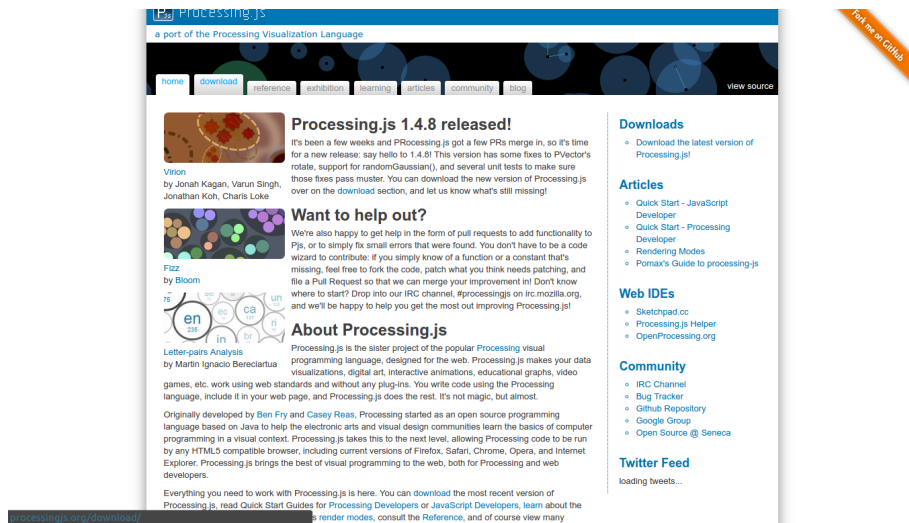 PJS Processing.js
a port of the Processing Visualization Language
Fork me on GitHub
home download reference exhibition learning articles community blog
view source
Virion
by Jonah Kagan, Varun Singh,
Jonathan Koh, Charis Loke
Fizz
by Bloom
en
236
ca
137
un
ec
in
br
ri
75
Letter-pairs Analysis
by Martin Ignacio Bereciartua
Processing.js 1.4.8 released!
It's been a few weeks and PRocessing.js got a few PRs merge in, so it's time
for a new release: say hello to 1.4.8! This version has some fixes to PVector's
rotate, support for randomGaussian(), and several unit tests to make sure
those fixes pass muster. You can download the new version of Processing.js
over on the download section, and let us know what's still missing!
Want to help out?
We're also happy to get help in the form of pull requests to add functionality to
Pjs, or to simply fix small errors that were found. You don't have to be a code
wizard to contribute: if you simply know of a function or a constant that's
missing, feel free to fork the code, patch what you think needs patching, and
file a Pull Request so that we can merge your improvement in! Don't know
where to start? Drop into our IRC channel, #processingjs on irc.mozilla.org,
and we'll be happy to help you get the most out improving Processing.js!
About Processing.js
Processing.js is the sister project of the popular Processing visual
programming language, designed for the web. Processing.js makes your data
visualizations, digital art, interactive animations, educational graphs, video
games, etc. work using web standards and without any plug-ins. You write code using the Processing
language, include it in your web page, and Processing.js does the rest. It's not magic, but almost.
Originally developed by Ben Fry and Casey Reas, Processing started as an open source programming
language based on Java to help the electronic arts and visual design communities learn the basics of computer
programming in a visual context. Processing.js takes this to the next level, allowing Processing code to be run
by any HTML5 compatible browser, including current versions of Firefox, Safari, Chrome, Opera, and Internet
Explorer. Processing.js brings the best of visual programming to the web, both for Processing and web
developers.
Everything you need to work with Processing.js is here. You can download the most recent version of
Processing.js, read Quick Start Guides for Processing Developers or JavaScript Developers, learn about the
s render modes, consult the Reference, and of course view many
processingjs.org/download/
Downloads
Download the latest version of
Processing.js!
Articles
Quick Start - JavaScript
Developer
Quick Start - Processing
Developer
Rendering Modes
Pomax's Guide to processing-js
Web IDEs
Sketchpad.cc
Processing.js Helper
OpenProcessing.org
Community
IRC Channel
Bug Tracker
Github Repository
Google Group
Open Source @ Seneca
Twitter Feed
loading tweets...